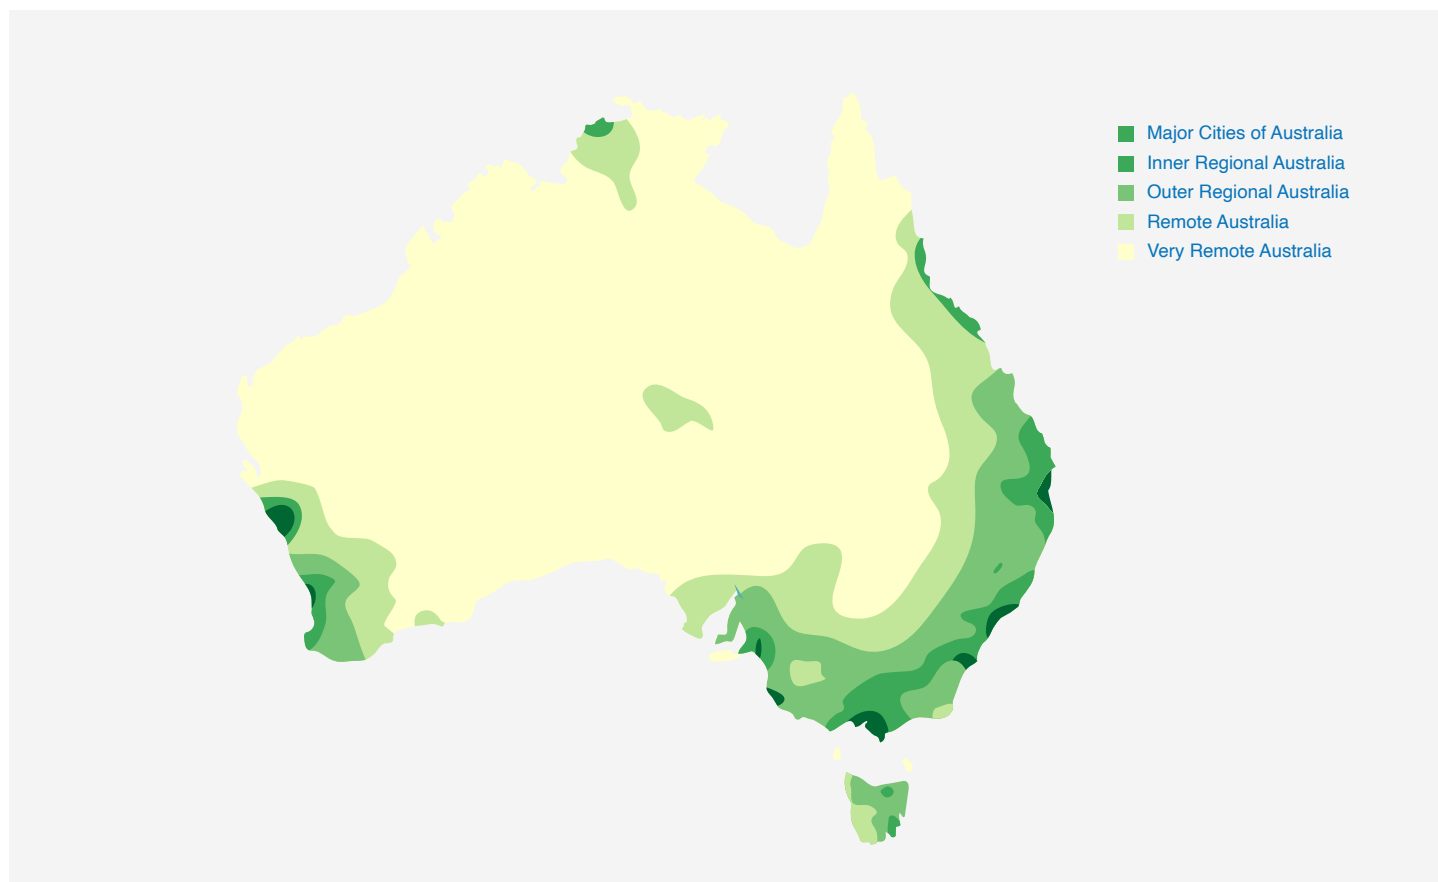 Major Cities of Australia
Inner Regional Australia
Outer Regional Australia
Remote Australia
Very Remote Australia